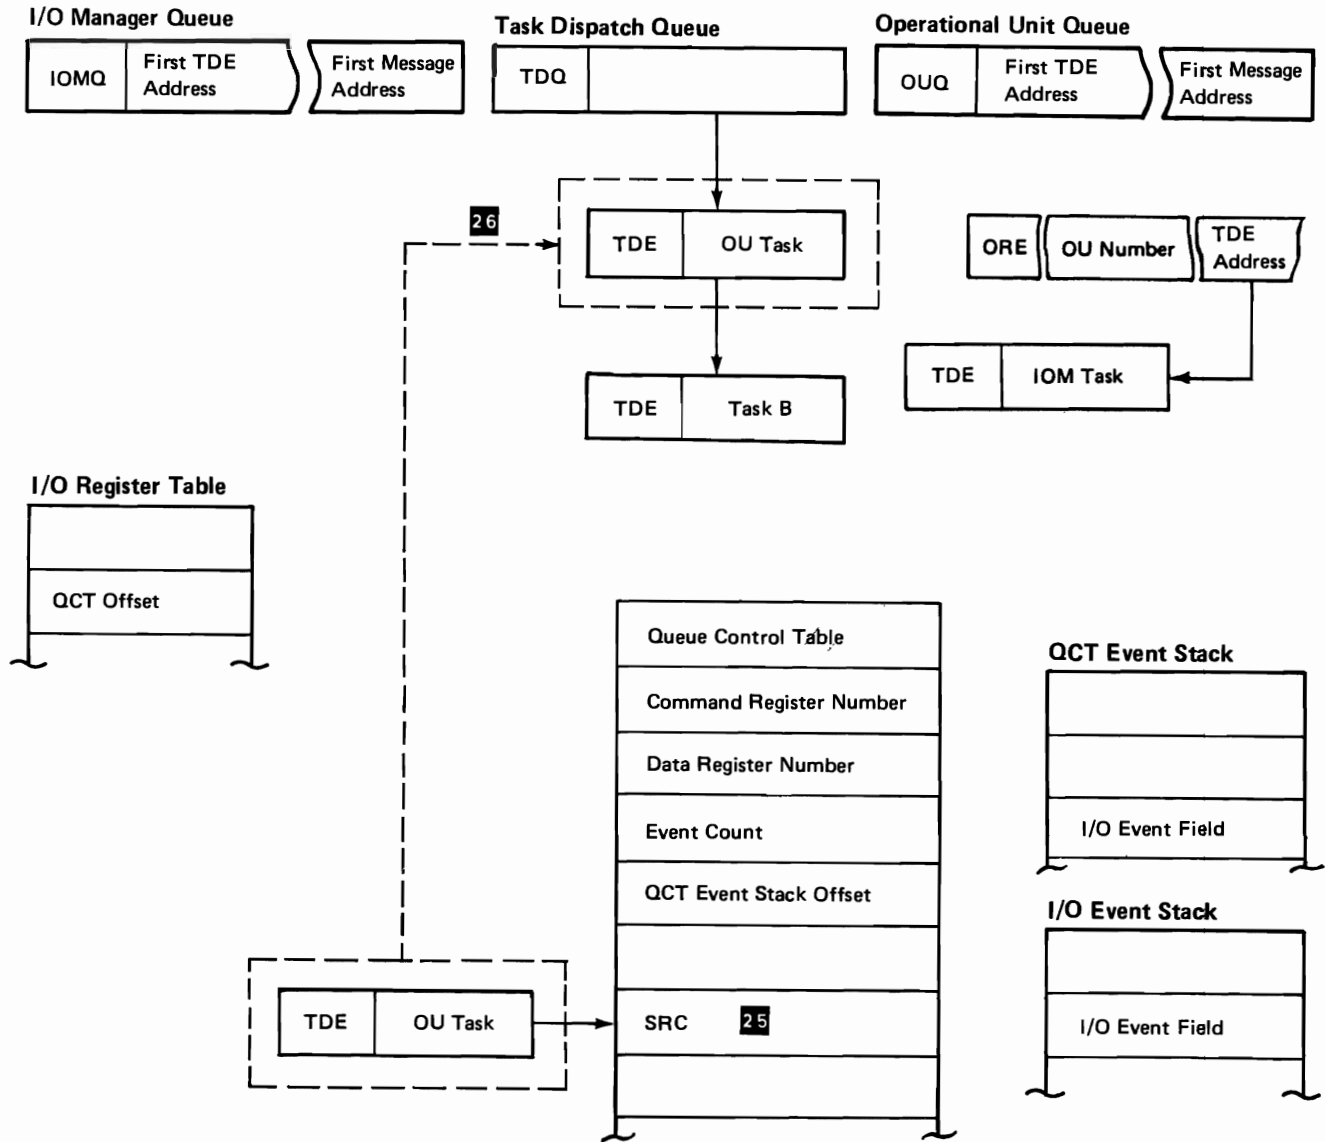 I/O Manager Queue
Task Dispatch Queue
Operational Unit Queue
IOMQ
First TDE
Address
First Message
Address
TDQ
OUQ
First TDE
Address
First Message
Address
26
TDE
OU Task
ORE
OU Number
TDE
Address
TDE
IOM Task
TDE
Task B
I/O Register Table
QCT Offset
Queue Control Table
Command Register Number
Data Register Number
Event Count
QCT Event Stack Offset
SRC
25
QCT Event Stack
I/O Event Field
I/O Event Stack
I/O Event Field
TDE
OU Task